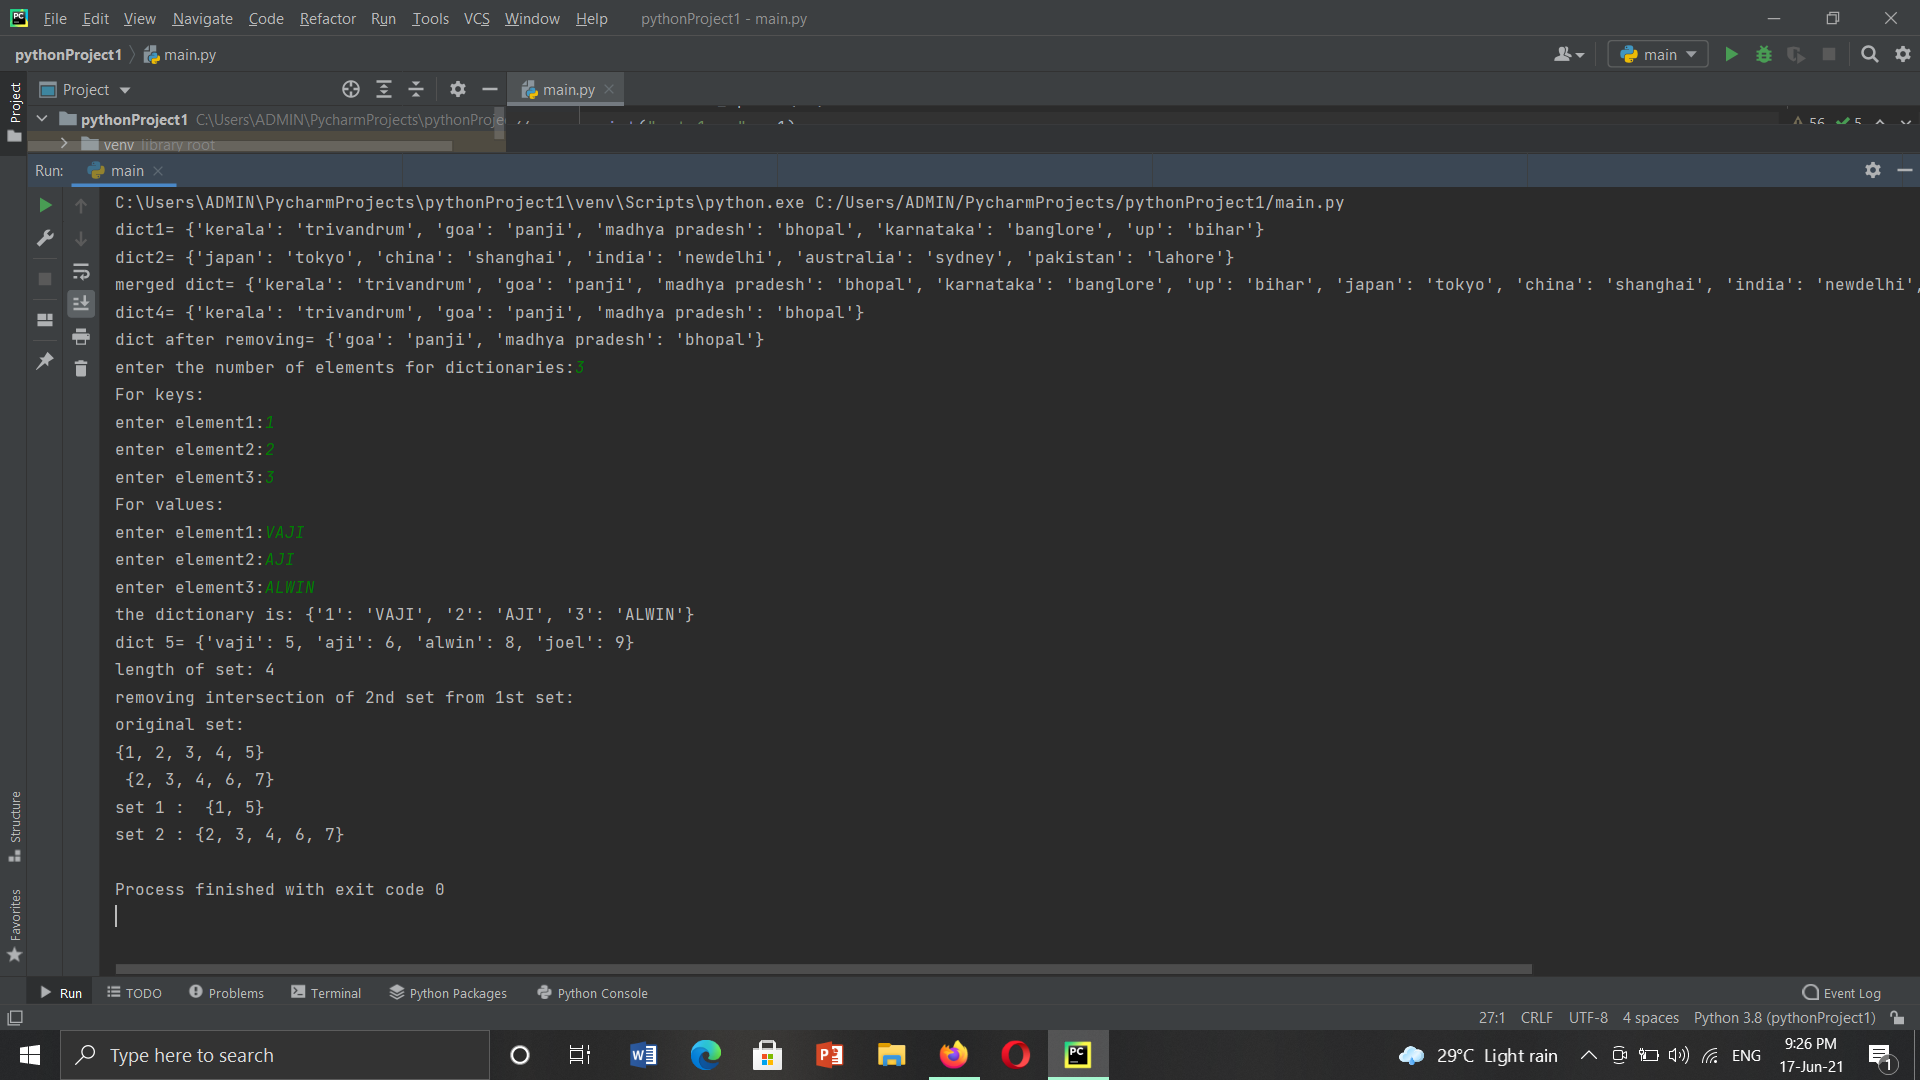 File Edit View Navigate Code Refactor Run Tools VCS Window Help pythonProject1 - main.py
pythonProject1 main.py main
Project main.py
pythonProject1 C:\Users\ADMIN\PycharmProjects\pythonProje
56 5
venv library root
Run: main
C:\Users\ADMIN\PycharmProjects\pythonProject1\venv\Scripts\python.exe C:/Users/ADMIN/PycharmProjects/pythonProject1/main.py
dict1= {'kerala': 'trivandrum', 'goa': 'panji', 'madhya pradesh': 'bhopal', 'karnataka': 'banglore', 'up': 'bihar'}
dict2= {'japan': 'tokyo', 'china': 'shanghai', 'india': 'newdelhi', 'australia': 'sydney', 'pakistan': 'lahore'}
merged dict= {'kerala': 'trivandrum', 'goa': 'panji', 'madhya pradesh': 'bhopal', 'karnataka': 'banglore', 'up': 'bihar', 'japan': 'tokyo', 'china': 'shanghai', 'india': 'newdelhi',
dict4= {'kerala': 'trivandrum', 'goa': 'panji', 'madhya pradesh': 'bhopal'}
dict after removing= {'goa': 'panji', 'madhya pradesh': 'bhopal'}
enter the number of elements for dictionaries:3
For keys:
enter element1:1
enter element2:2
enter element3:3
For values:
enter element1:VAJI
enter element2:AJI
enter element3:ALWIN
the dictionary is: {'1': 'VAJI', '2': 'AJI', '3': 'ALWIN'}
dict 5= {'vaji': 5, 'aji': 6, 'alwin': 8, 'joel': 9}
length of set: 4
removing intersection of 2nd set from 1st set:
original set:
{1, 2, 3, 4, 5}
 {2, 3, 4, 6, 7}
set 1 :  {1, 5}
set 2 : {2, 3, 4, 6, 7}
Process finished with exit code 0
Project
Structure
Favorites
Run TODO Problems Terminal Python Packages Python Console Event Log
27:1 CRLF UTF-8 4 spaces Python 3.8 (pythonProject1)
Type here to search 29°C Light rain ENG
9:26 PM
17-Jun-21
1